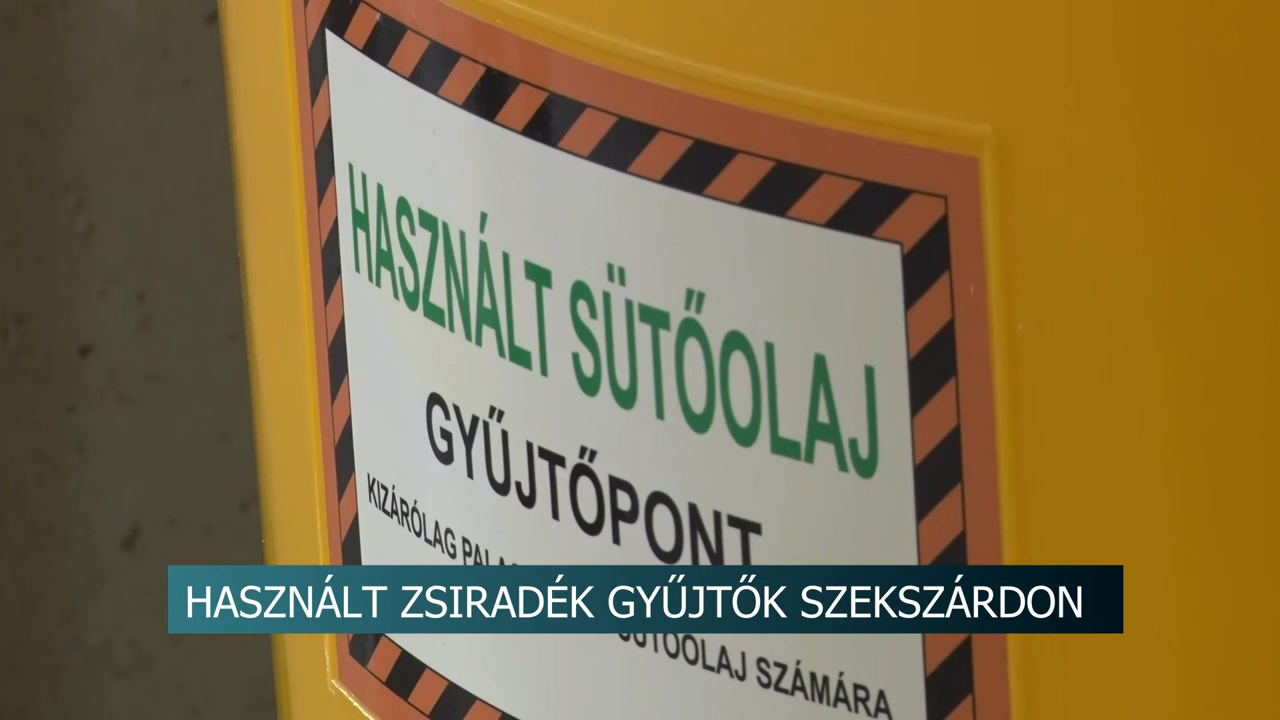 HASZNÁLT SÜTŐOLAJ
GYŰJTŐPONT
KIZÁRÓLAG
SÜTŐOLAJ SZÁMÁRA
HASZNÁLT ZSIRADÉK GYŰJTŐK SZEKSZÁRDON